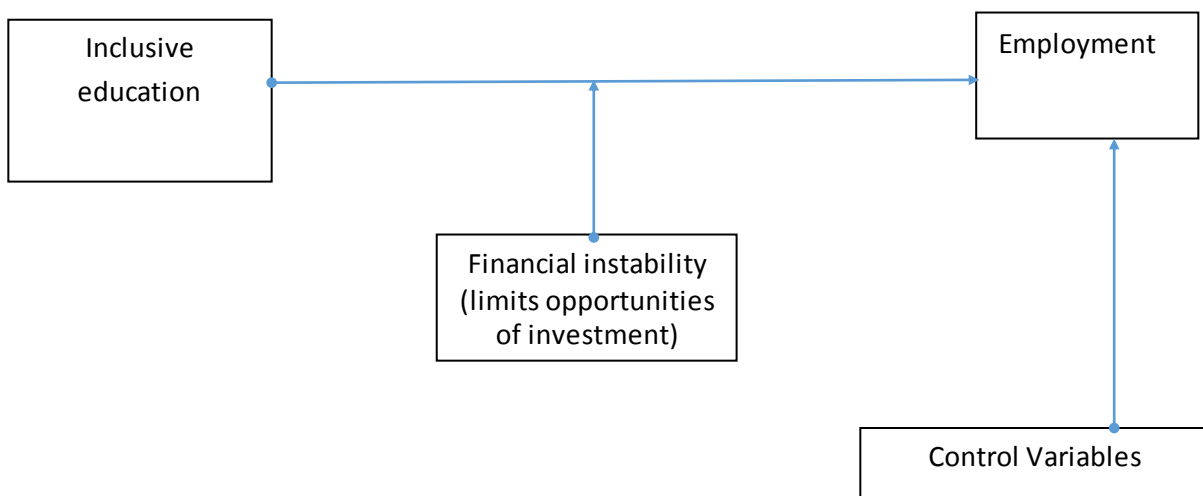 Inclusive
education
Employment
Financial instability
(limits opportunities
of investment)
Control Variables